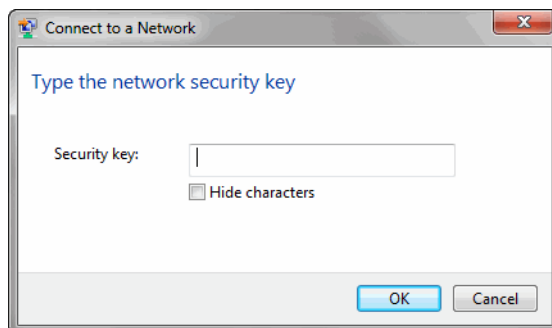 Connect to a Network
Type the network security key
Security key:
Hide characters
OK Cancel